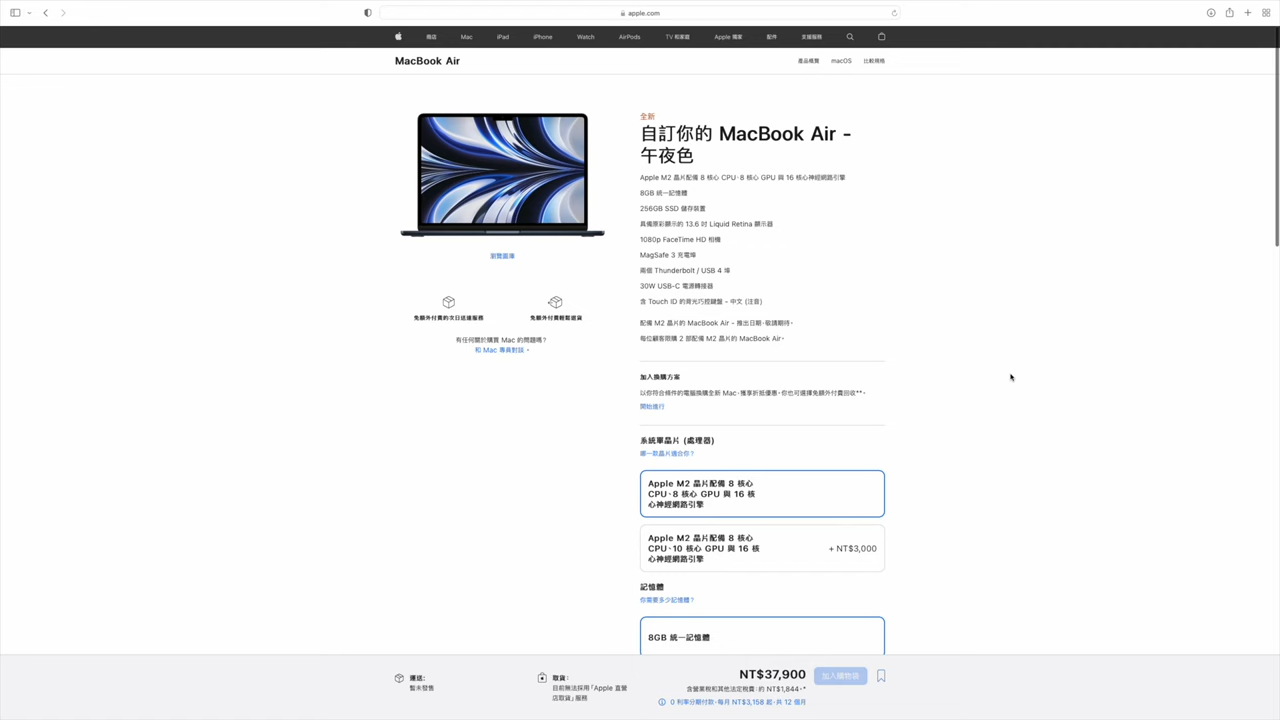 apple.com
商店 Mac iPad iPhone Watch AirPods TV 和家庭 Apple 獨家 配件 支援服務
MacBook Air
產品概覽 macOS 比較規格
全新
自訂你的 MacBook Air -
午夜色
Apple M2 晶片配備 8 核心 CPU、8 核心 GPU 與 16 核心神經網路引擎
8GB 統一記憶體
256GB SSD 儲存裝置
具備原彩顯示的 13.6 吋 Liquid Retina 顯示器
1080p FaceTime HD 相機
MagSafe 3 充電埠
兩個 Thunderbolt / USB 4 埠
30W USB-C 電源轉接器
含 Touch ID 的背光巧控鍵盤 - 中文 (注音)
配備 M2 晶片的 MacBook Air - 推出日期，敬請期待。
每位顧客限購 2 部配備 M2 晶片的 MacBook Air。
瀏覽圖庫
免額外付費的次日送達服務
免額外付費輕鬆退貨
有任何關於購買 Mac 的問題嗎？
和 Mac 專員對談。
加入換購方案
以你符合條件的電腦換購全新 Mac，獲享折抵優惠。你也可選擇免額外付費回收**。
開始進行
系統單晶片 (處理器)
哪一款晶片適合你？
Apple M2 晶片配備 8 核心
CPU、8 核心 GPU 與 16 核
心神經網路引擎
Apple M2 晶片配備 8 核心
CPU、10 核心 GPU 與 16 核
心神經網路引擎
+ NT$3,000
記憶體
你需要多少記憶體？
8GB 統一記憶體
運送：
暫未發售
取貨：
目前無法採用「Apple 直營
店取貨」服務
NT$37,900
加入購物袋
含營業稅和其他法定稅費：約 NT$1,844。*
0 利率分期付款，每月 NT$3,158 起，共 12 個月